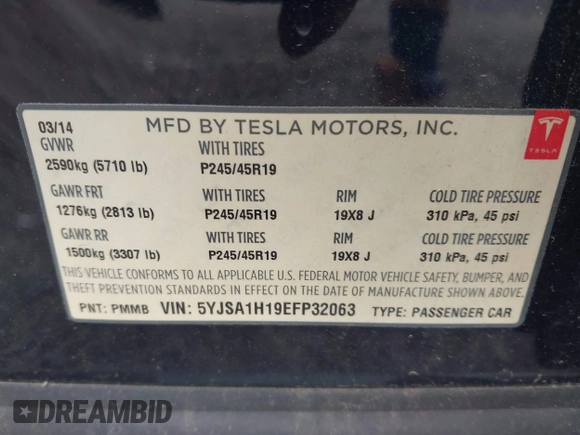 03/14 MFD BY TESLA MOTORS, INC.
TESLA
GVWR WITH TIRES
2590kg (5710 lb) P245/45R19
GAWR FRT WITH TIRES RIM COLD TIRE PRESSURE
1276kg (2813 lb) P245/45R19 19X8 J 310 kPa, 45 psi
GAWR RR WITH TIRES RIM COLD TIRE PRESSURE
1500kg (3307 lb) P245/45R19 19X8 J 310 kPa, 45 psi
THIS VEHICLE CONFORMS TO ALL APPLICABLE U.S. FEDERAL MOTOR VEHICLE SAFETY, BUMPER, AND
THEFT PREVENTION STANDARDS IN EFFECT ON THE DATE OF MANUFACTURE SHOWN ABOVE.
PNT: PMMB VIN: 5YJSA1H19EFP32063 TYPE: PASSENGER CAR
DREAMBID